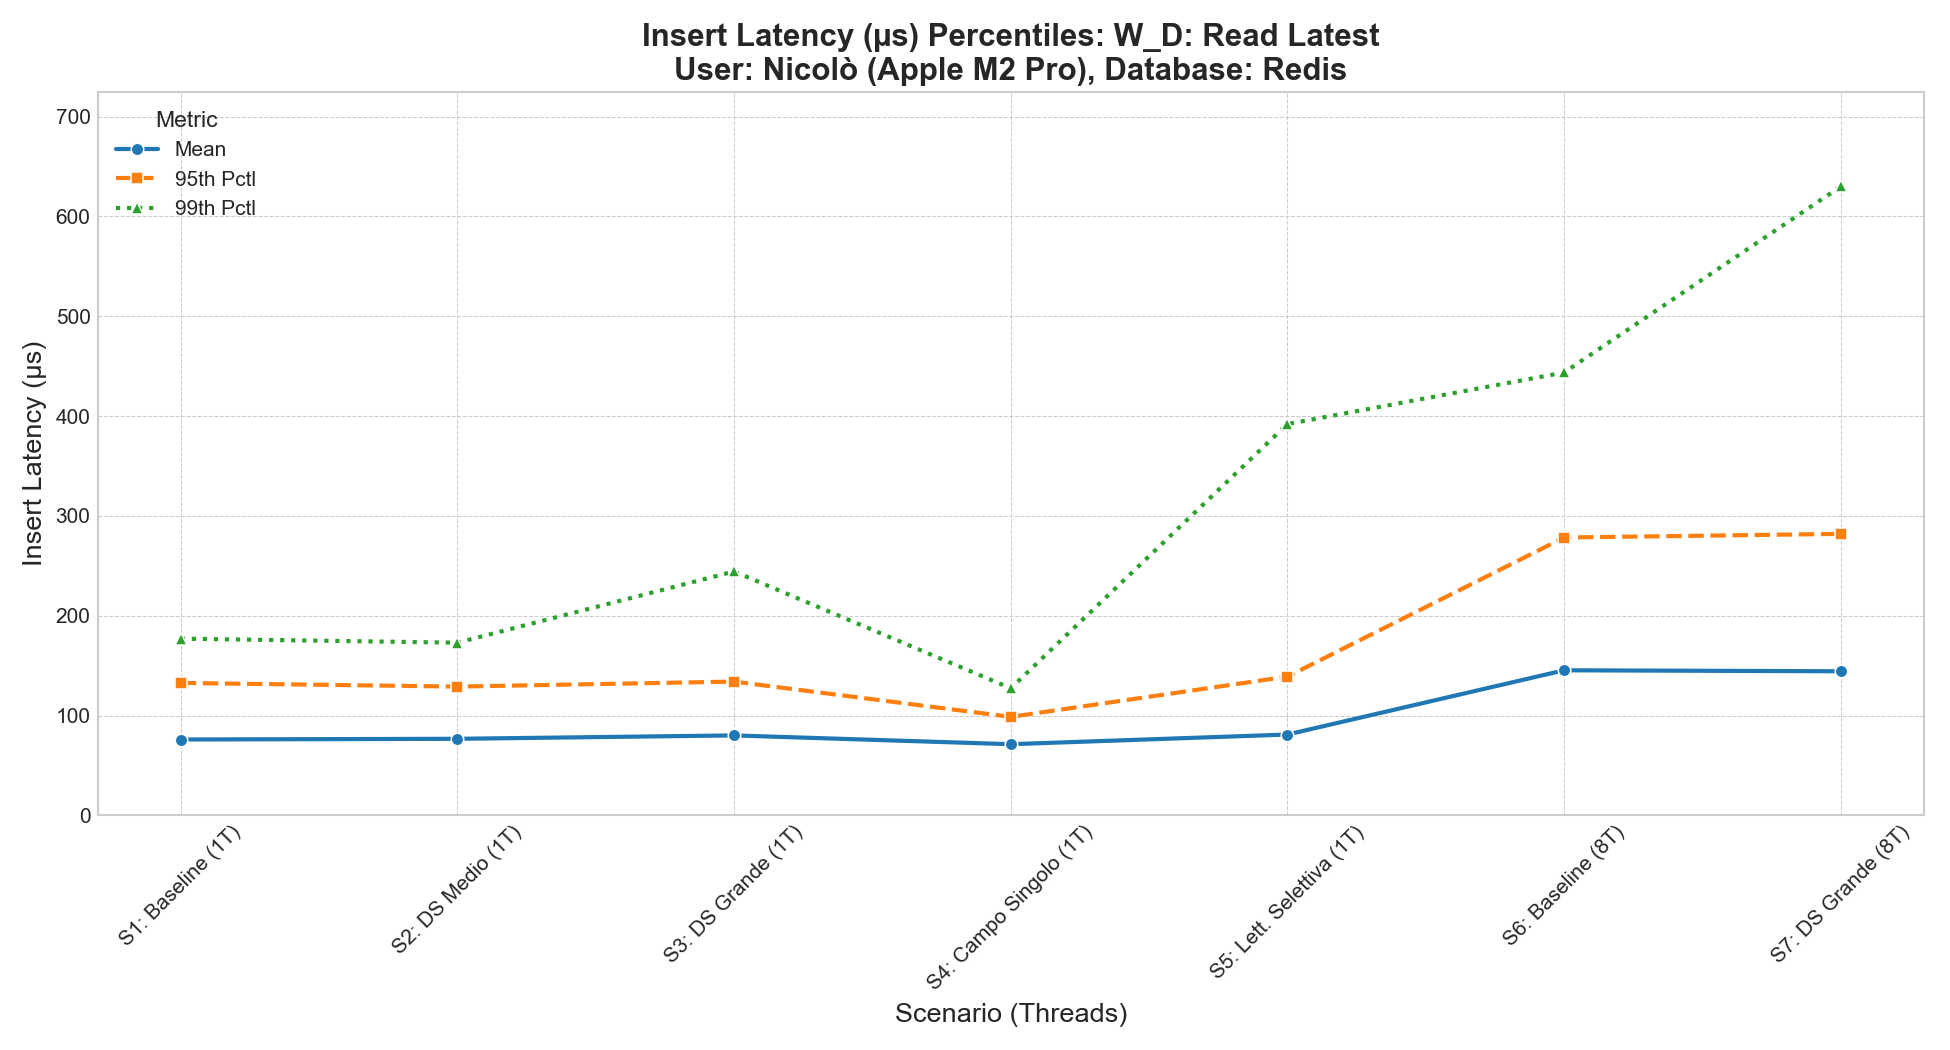 Insert Latency (µs) Percentiles: W_D: Read Latest
User: Nicolò (Apple M2 Pro), Database: Redis
Metric
Mean
95th Pctl
99th Pctl
Insert Latency (µs)
700
600
500
400
300
200
100
0
S1: Baseline (1T)
S2: DS Medio (1T)
S3: DS Grande (1T)
S4: Campo Singolo (1T)
S5: Lett. Selettiva (1T)
S6: Baseline (8T)
S7: DS Grande (8T)
Scenario (Threads)